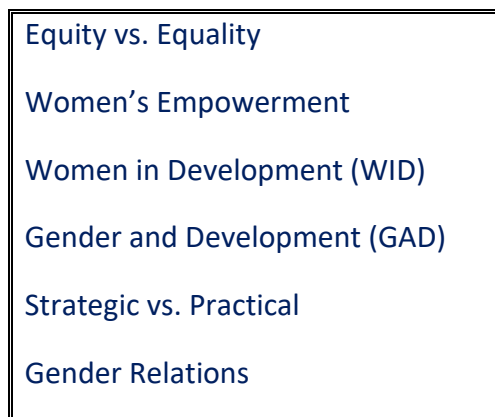 Equity vs. Equality
Women’s Empowerment
Women in Development (WID)
Gender and Development (GAD)
Strategic vs. Practical
Gender Relations